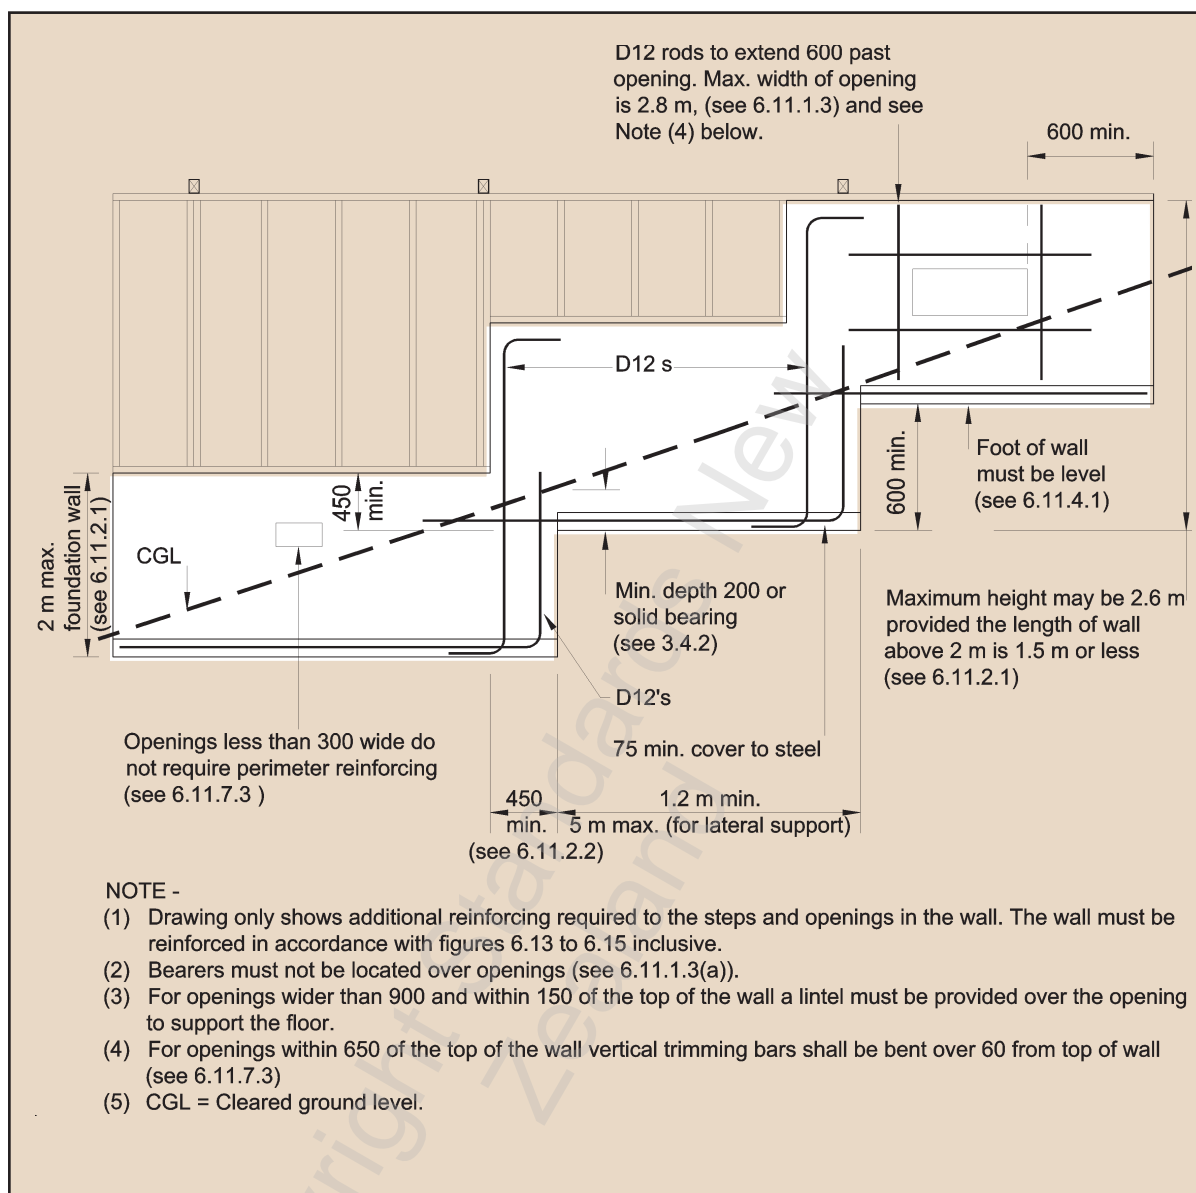 D12 rods to extend 600 past
opening. Max. width of opening
is 2.8 m, (see 6.11.1.3) and see
Note (4) below.
600 min.
D12 s
600 min.
Foot of wall
must be level
(see 6.11.4.1)
450
min.
2 m max.
foundation wall
(see 6.11.2.1)
CGL
Min. depth 200 or
solid bearing
(see 3.4.2)
Maximum height may be 2.6 m
provided the length of wall
above 2 m is 1.5 m or less
(see 6.11.2.1)
D12's
75 min. cover to steel
Openings less than 300 wide do
not require perimeter reinforcing
(see 6.11.7.3 )
450
min.
(see 6.11.2.2)
1.2 m min.
5 m max. (for lateral support)
NOTE -
(1) Drawing only shows additional reinforcing required to the steps and openings in the wall. The wall must be
reinforced in accordance with figures 6.13 to 6.15 inclusive.
(2) Bearers must not be located over openings (see 6.11.1.3(a)).
(3) For openings wider than 900 and within 150 of the top of the wall a lintel must be provided over the opening
to support the floor.
(4) For openings within 650 of the top of the wall vertical trimming bars shall be bent over 60 from top of wall
(see 6.11.7.3)
(5) CGL = Cleared ground level.
right Standards New
Zealand